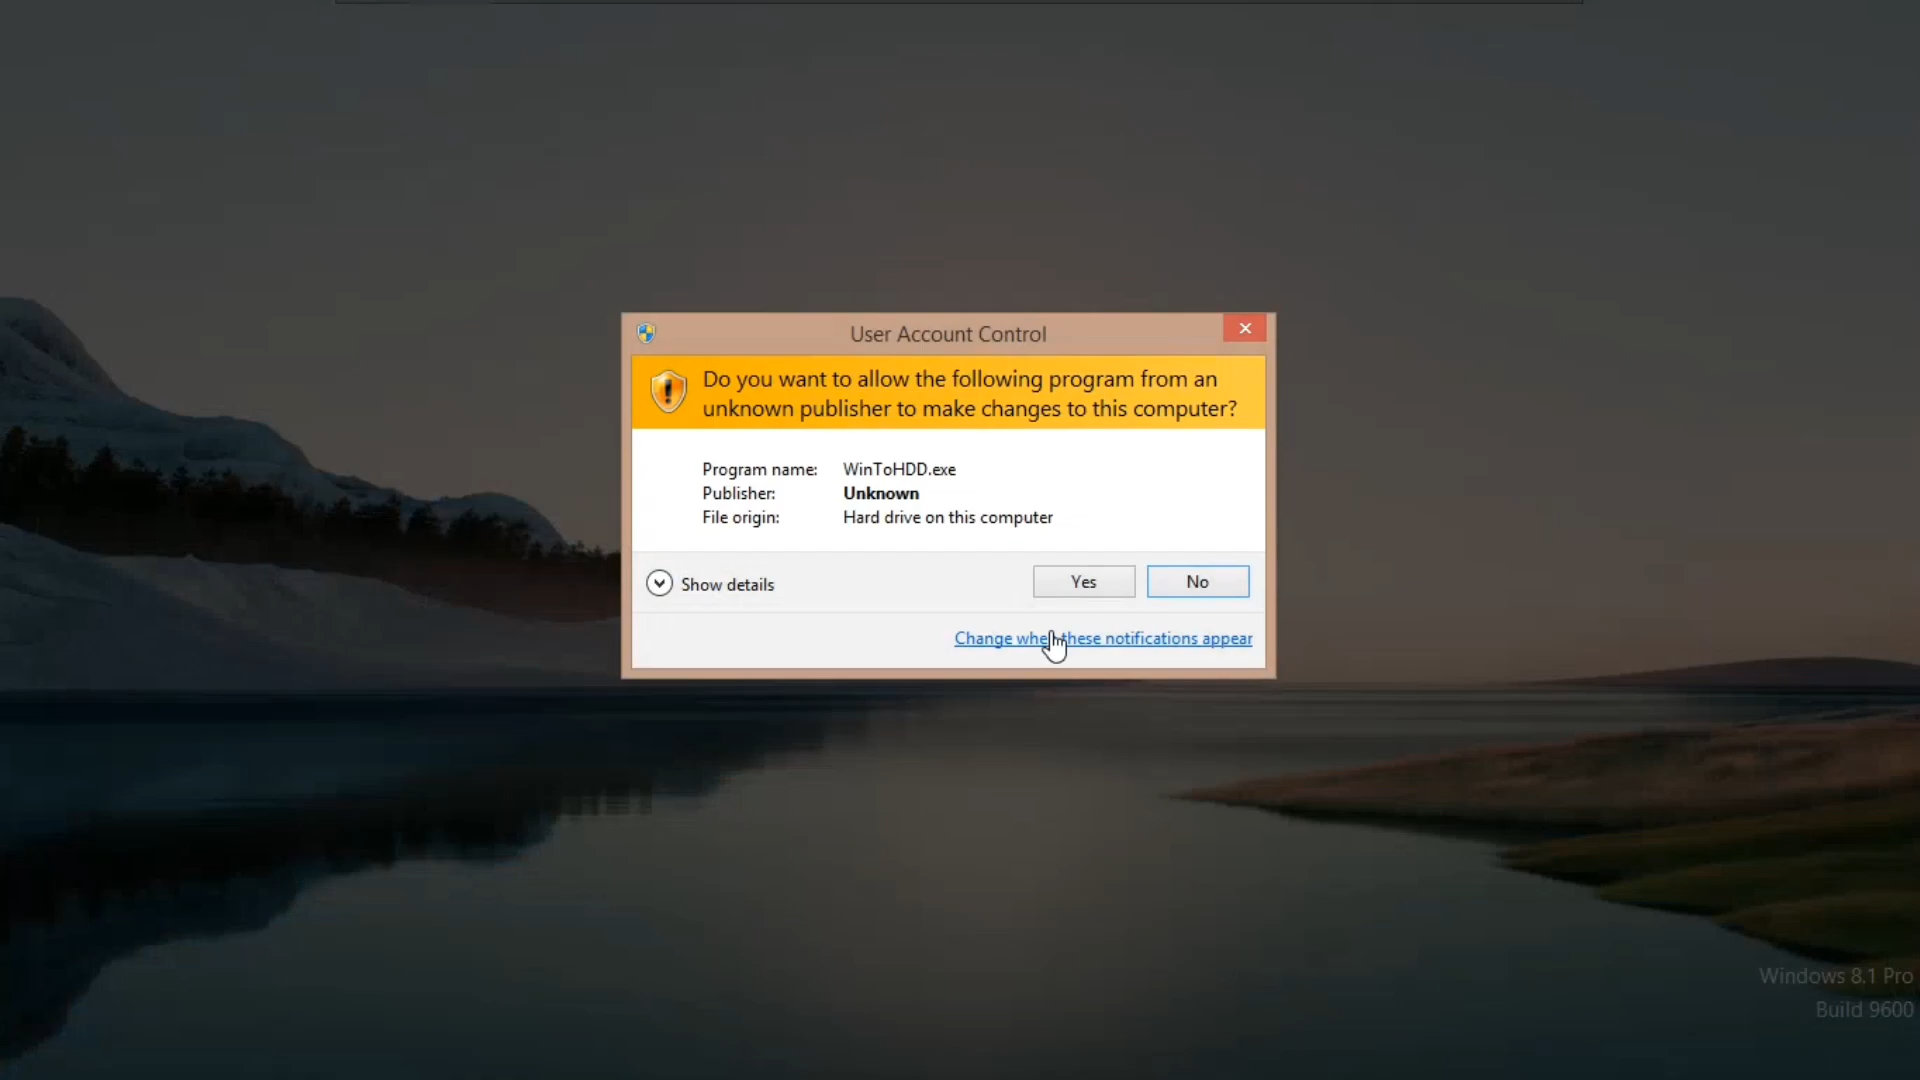 User Account Control
Do you want to allow the following program from an
unknown publisher to make changes to this computer?
Program name: WinToHDD.exe
Publisher: Unknown
File origin: Hard drive on this computer
Show details
Yes
No
Change when these notifications appear
Windows 8.1 Pro
Build 9600